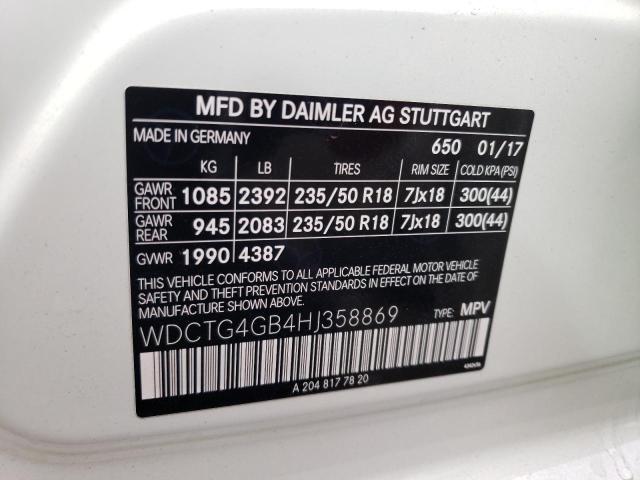 MFD BY DAIMLER AG STUTTGART
MADE IN GERMANY 650 01/17
KG LB TIRES RIM SIZE COLD KPA(PSI)
GAWR FRONT 1085 2392 235/50 R18 7Jx18 300(44)
GAWR REAR 945 2083 235/50 R18 7Jx18 300(44)
GVWR 1990 4387
THIS VEHICLE CONFORMS TO ALL APPLICABLE FEDERAL MOTOR VEHICLE
SAFETY AND THEFT PREVENTION STANDARDS IN EFFECT ON THE DATE OF
MANUFACTURE SHOWN ABOVE.
TYPE: MPV
WDCTG4GB4HJ358869
A 204 817 78 20